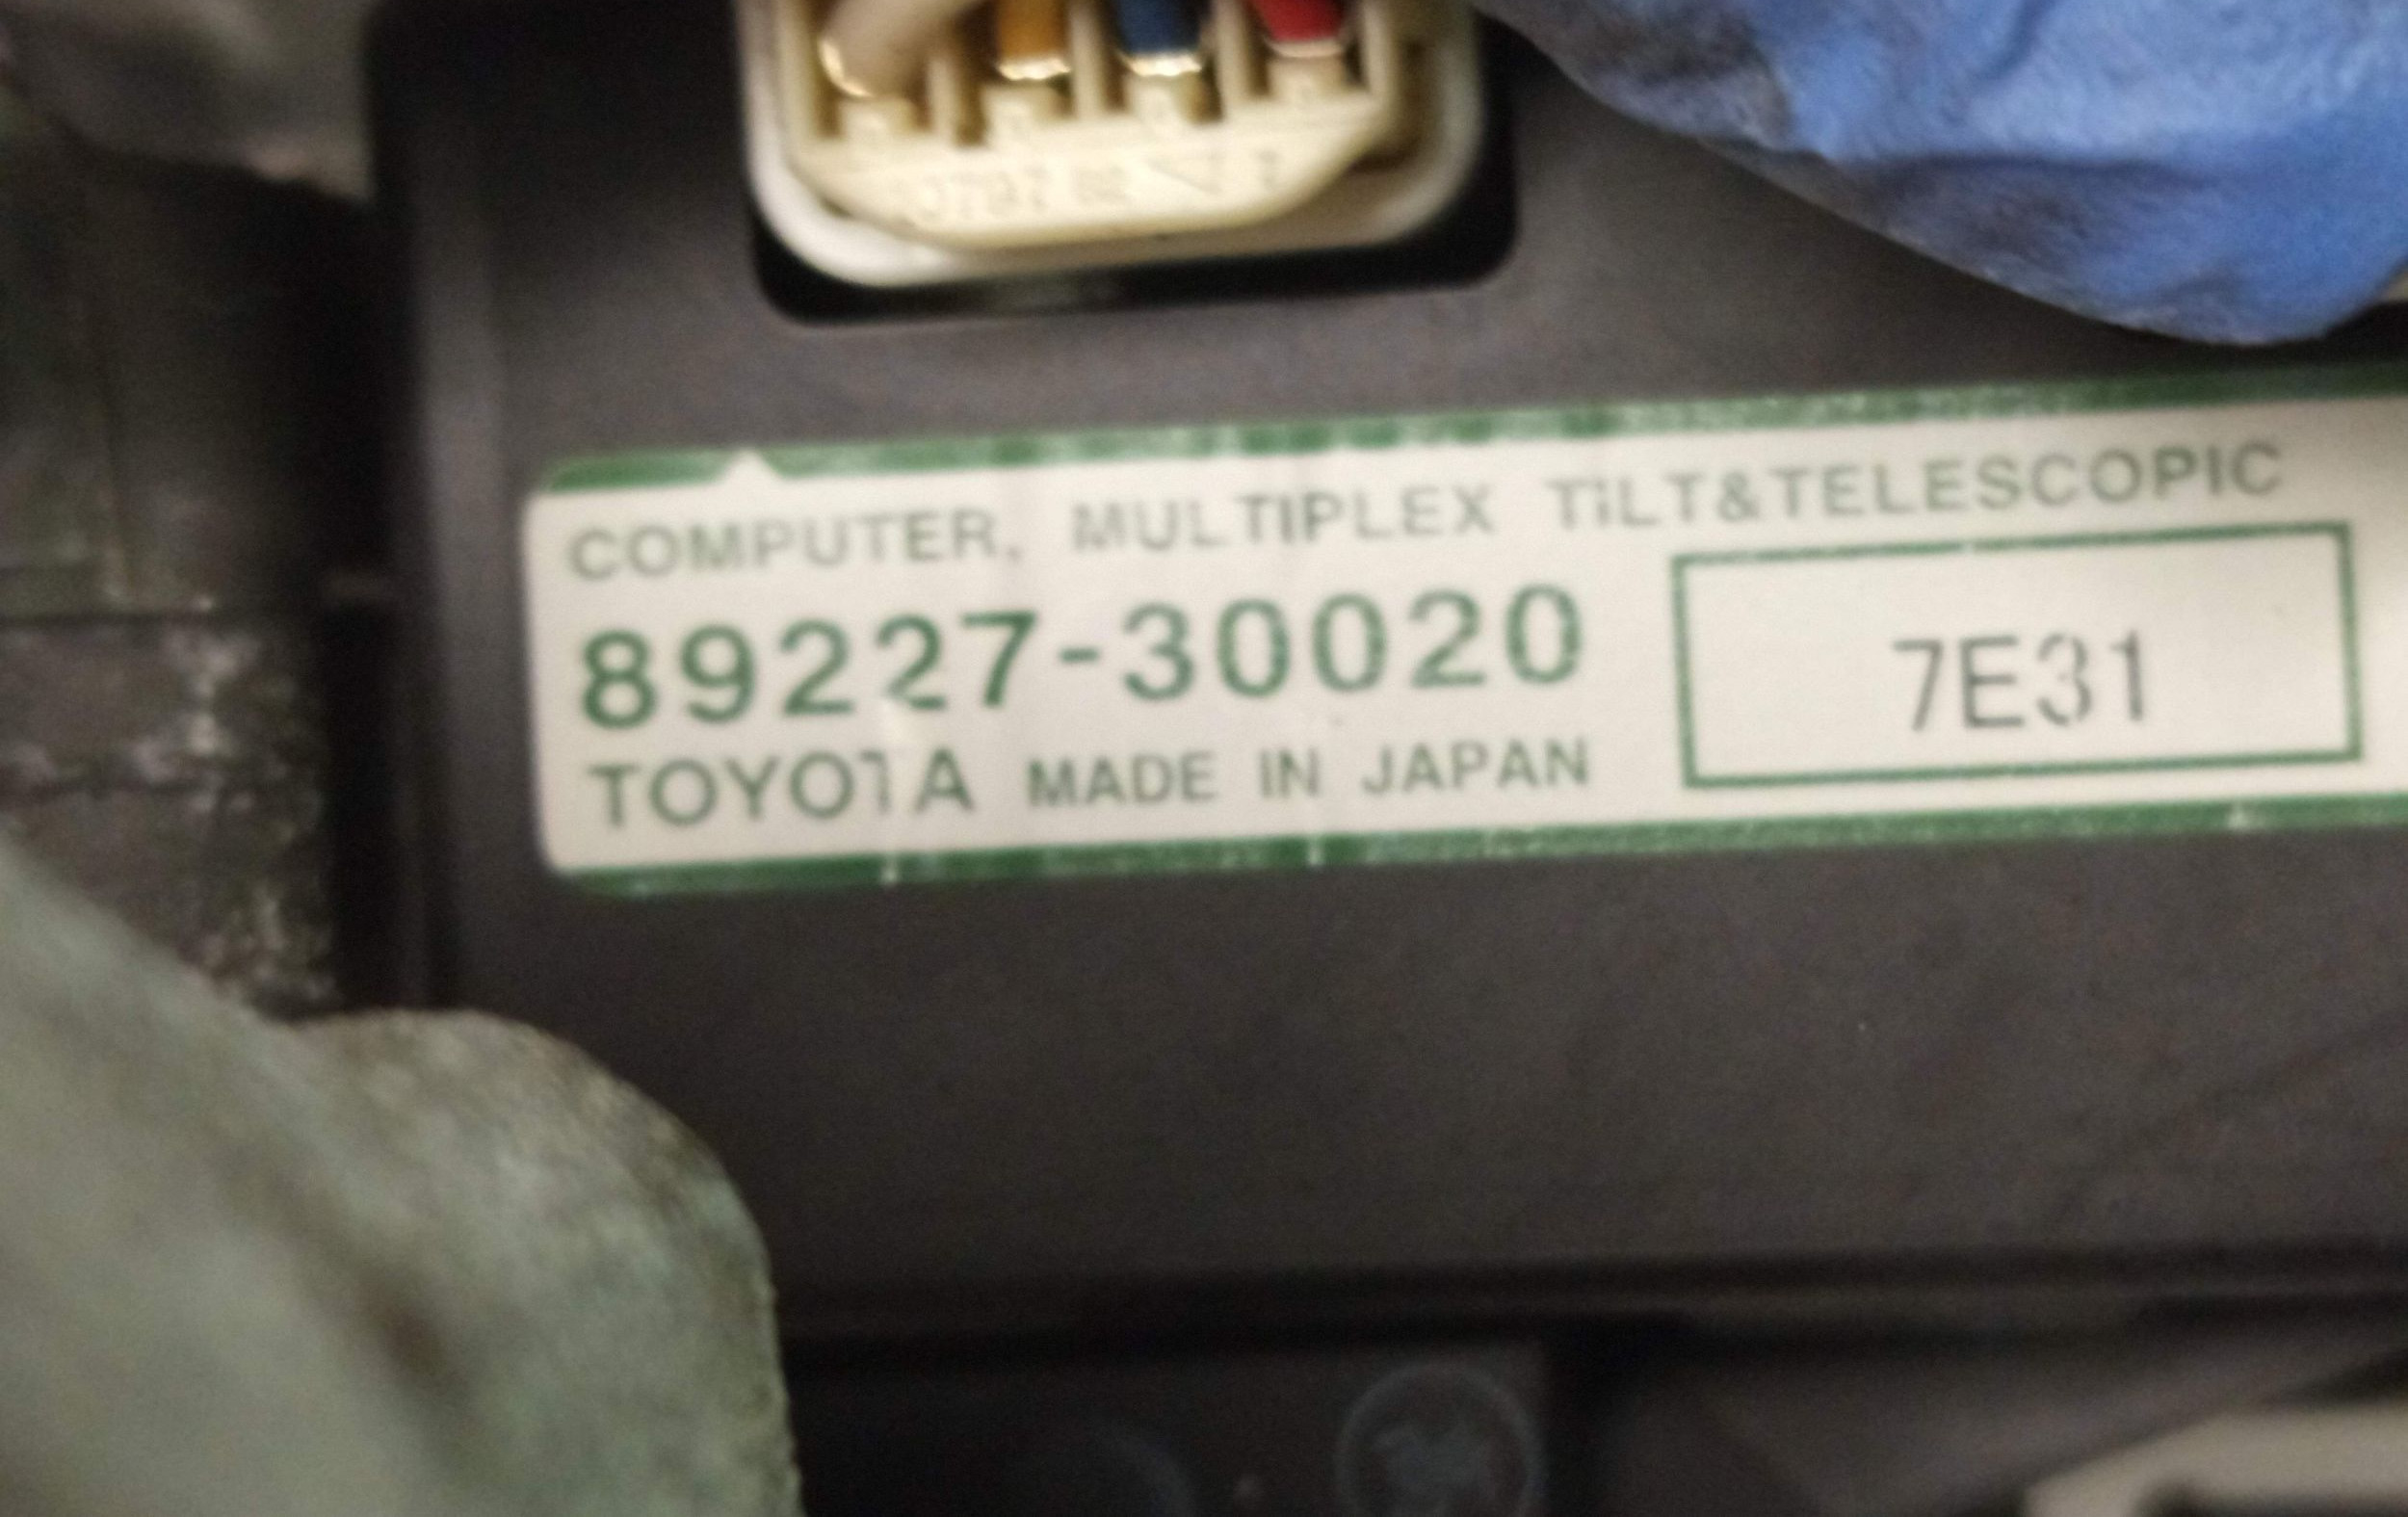 COMPUTER, MULTIPLEX TILT&TELESCOPIC
89227-30020
7E31
TOYOTA MADE IN JAPAN